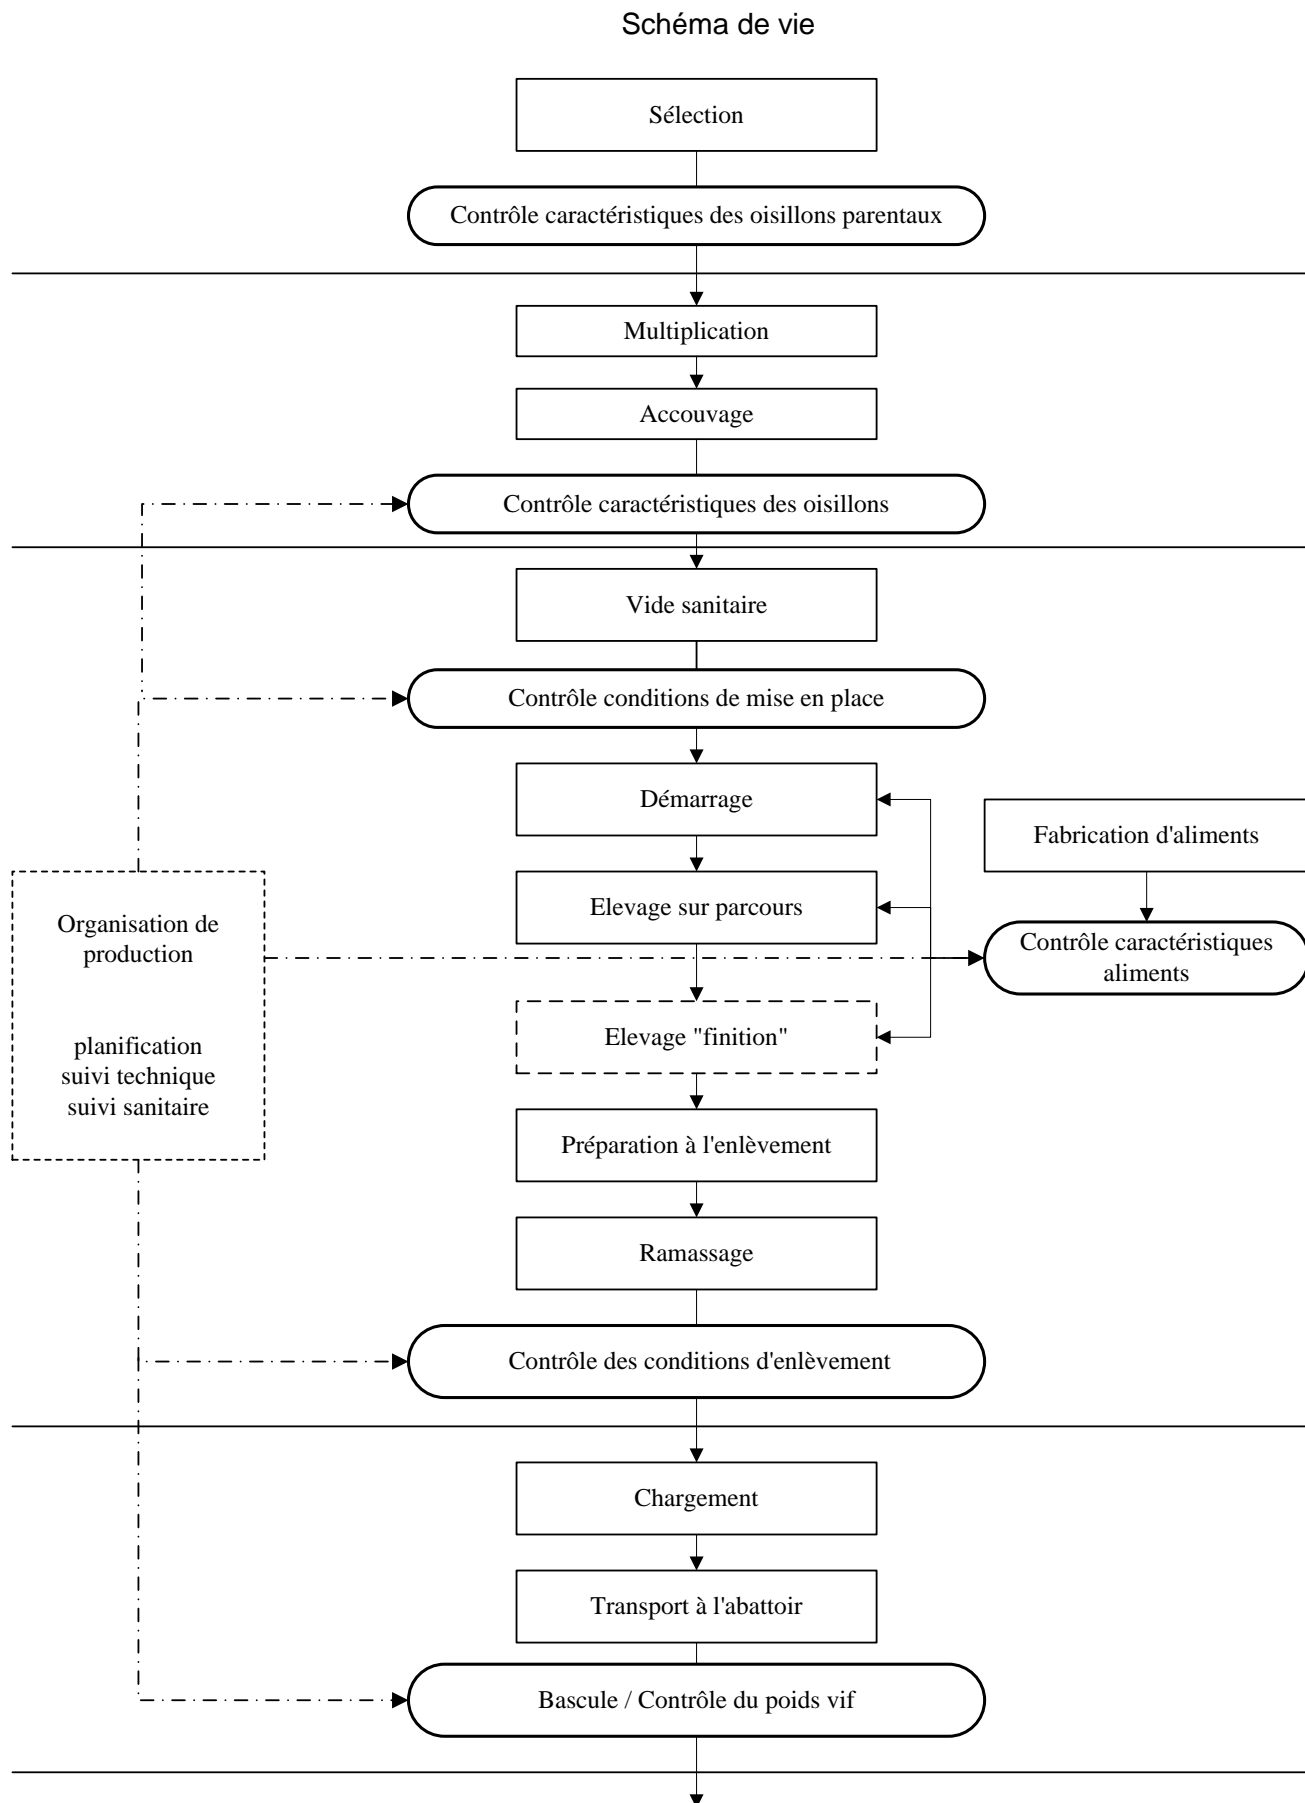 Schéma de vie
Sélection
Contrôle caractéristiques des oisillons parentaux
Multiplication
Accouvage
Contrôle caractéristiques des oisillons
Vide sanitaire
Contrôle conditions de mise en place
Démarrage
Fabrication d'aliments
Elevage sur parcours
Organisation de
production
Contrôle caractéristiques
aliments
Elevage "finition"
planification
suivi technique
suivi sanitaire
Préparation à l'enlèvement
Ramassage
Contrôle des conditions d'enlèvement
Chargement
Transport à l'abattoir
Bascule / Contrôle du poids vif